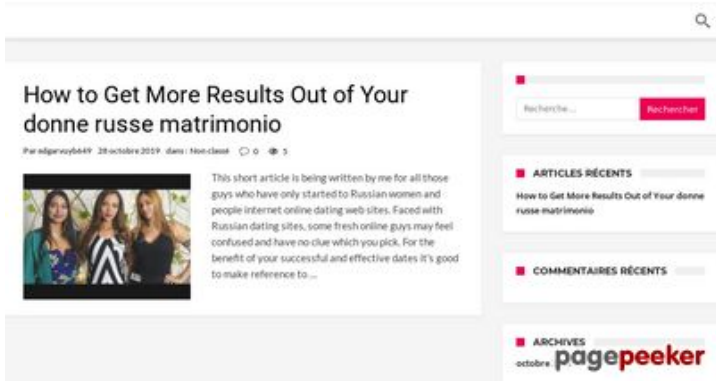 How to Get More Results Out of Your
donne russe matrimonio
Par edgarvuyb649 28 octobre 2019 dans : Non classé 0 5
This short article is being written by me for all those
guys who have only started to Russian women and
people internet online dating web sites. Faced with
Russian dating sites, some fresh online guys may feel
confused and have no clue which you pick. For the
benefit of your successful and effective dates it's good
to make reference to ...
Recherche... Rechercher
ARTICLES RÉCENTS
How to Get More Results Out of Your donne
russe matrimonio
COMMENTAIRES RÉCENTS
ARCHIVES
octobre
pagepeeker